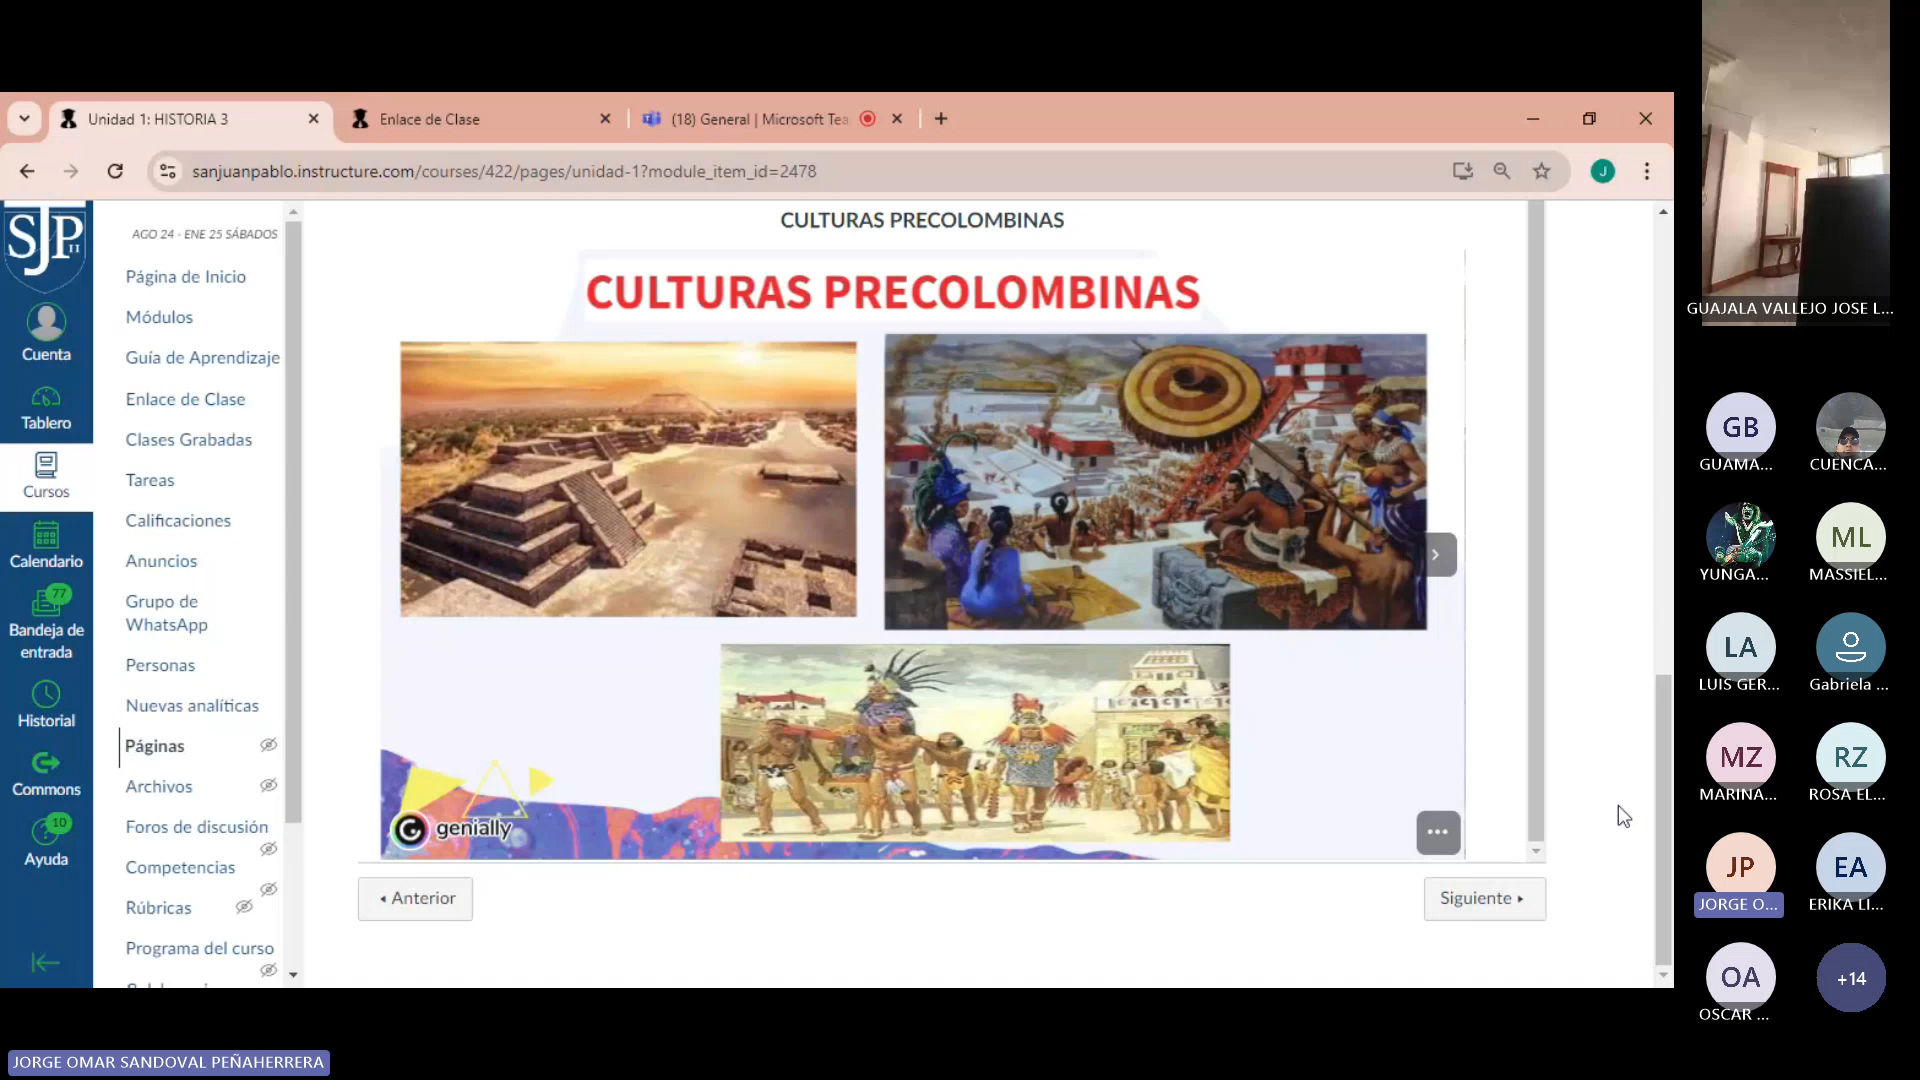 Unidad 1: HISTORIA 3
Enlace de Clase
(18) General | Microsoft Tea
sanjuanpablo.instructure.com/courses/422/pages/unidad-1?module_item_id=2478
J
SJP
II
Cuenta
Tablero
Cursos
Calendario
77
Bandeja de
entrada
Historial
Commons
10
Ayuda
AGO 24 - ENE 25 SÁBADOS
Página de Inicio
Módulos
Guía de Aprendizaje
Enlace de Clase
Clases Grabadas
Tareas
Calificaciones
Anuncios
Grupo de
WhatsApp
Personas
Nuevas analíticas
Páginas
Archivos
Foros de discusión
Competencias
Rúbricas
Programa del curso
CULTURAS PRECOLOMBINAS
CULTURAS PRECOLOMBINAS
genially
Anterior
Siguiente
GUAJALA VALLEJO JOSE L...
GB
GUAMA...
CUENCA...
YUNGA...
ML
MASSIEL...
LA
LUIS GER...
Gabriela ...
MZ
MARINA...
RZ
ROSA EL...
JP
JORGE O...
EA
ERIKA LI...
OA
OSCAR ...
+14
JORGE OMAR SANDOVAL PEÑAHERRERA